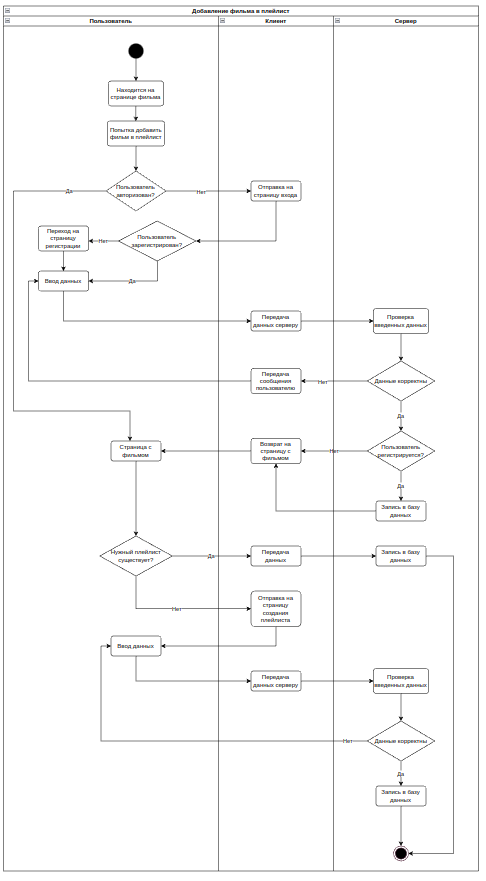 Добавление фильма в плейлист
Пользователь
Клиент
Сервер
Находится на
странице фильма
Попытка добавить
фильм в плейлист
Пользователь
авторизован?
Да
Нет
Отправка на
страницу входа
Переход на
страницу
регистрации
Нет
Пользователь
зарегистрирован?
Ввод данных
Да
Передача
данных серверу
Проверка
введенных данных
Передача
сообщения
пользователю
Нет
Данные корректны
Да
Страница с
фильмом
Возврат на
страницу с
фильмом
Нет
Пользователь
регистрируется?
Да
Запись в базу
данных
Нужный плейлист
существует?
Да
Передача
данных
Запись в базу
данных
Нет
Отправка на
страницу
создания
плейлиста
Ввод данных
Передача
данных серверу
Проверка
введенных данных
Нет
Данные корректны
Да
Запись в базу
данных